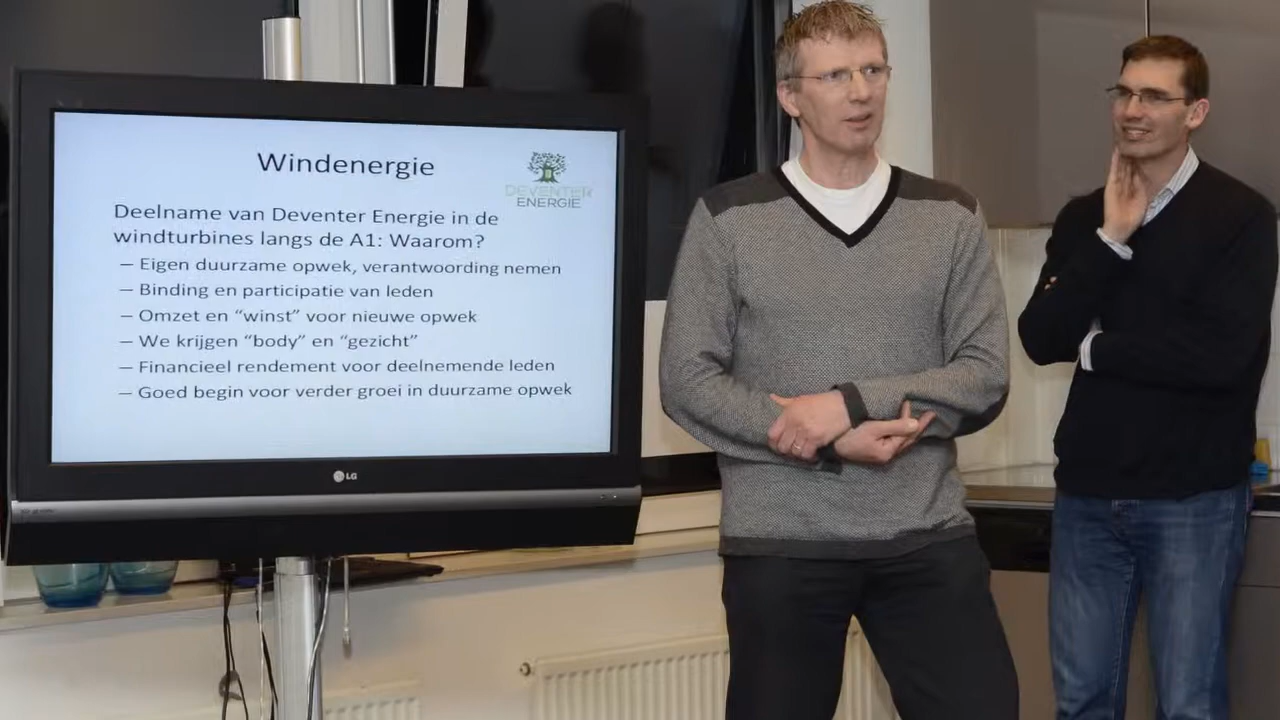 Windenergie
DEVENTER
ENERGIE
Deelname van Deventer Energie in de
windturbines langs de A1: Waarom?
– Eigen duurzame opwek, verantwoording nemen
– Binding en participatie van leden
– Omzet en “winst” voor nieuwe opwek
– We krijgen “body” en “gezicht”
– Financieel rendement voor deelnemende leden
– Goed begin voor verder groei in duurzame opwek
LG